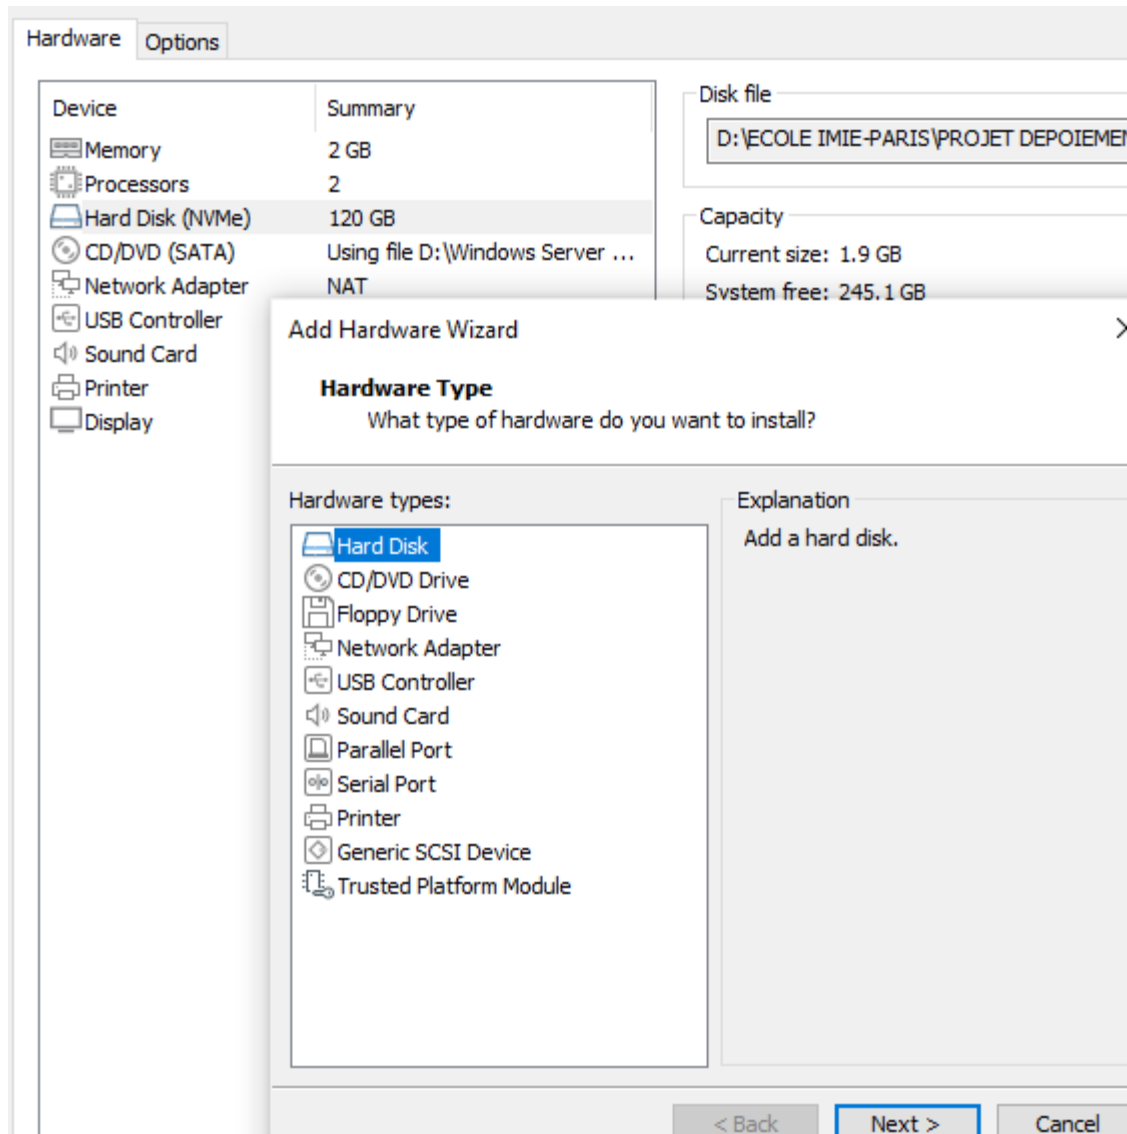 Hardware Options
Device Summary
Memory 2 GB
Processors 2
Hard Disk (NVMe) 120 GB
CD/DVD (SATA) Using file D:\Windows Server ...
Network Adapter NAT
USB Controller
Sound Card
Printer
Display
Disk file
D:\ECOLE IMIE-PARIS\PROJET DEPOIEMEN
Capacity
Current size: 1.9 GB
System free: 245.1 GB
Add Hardware Wizard
Hardware Type
What type of hardware do you want to install?
Hardware types:
Hard Disk
CD/DVD Drive
Floppy Drive
Network Adapter
USB Controller
Sound Card
Parallel Port
Serial Port
Printer
Generic SCSI Device
Trusted Platform Module
Explanation
Add a hard disk.
< Back Next > Cancel